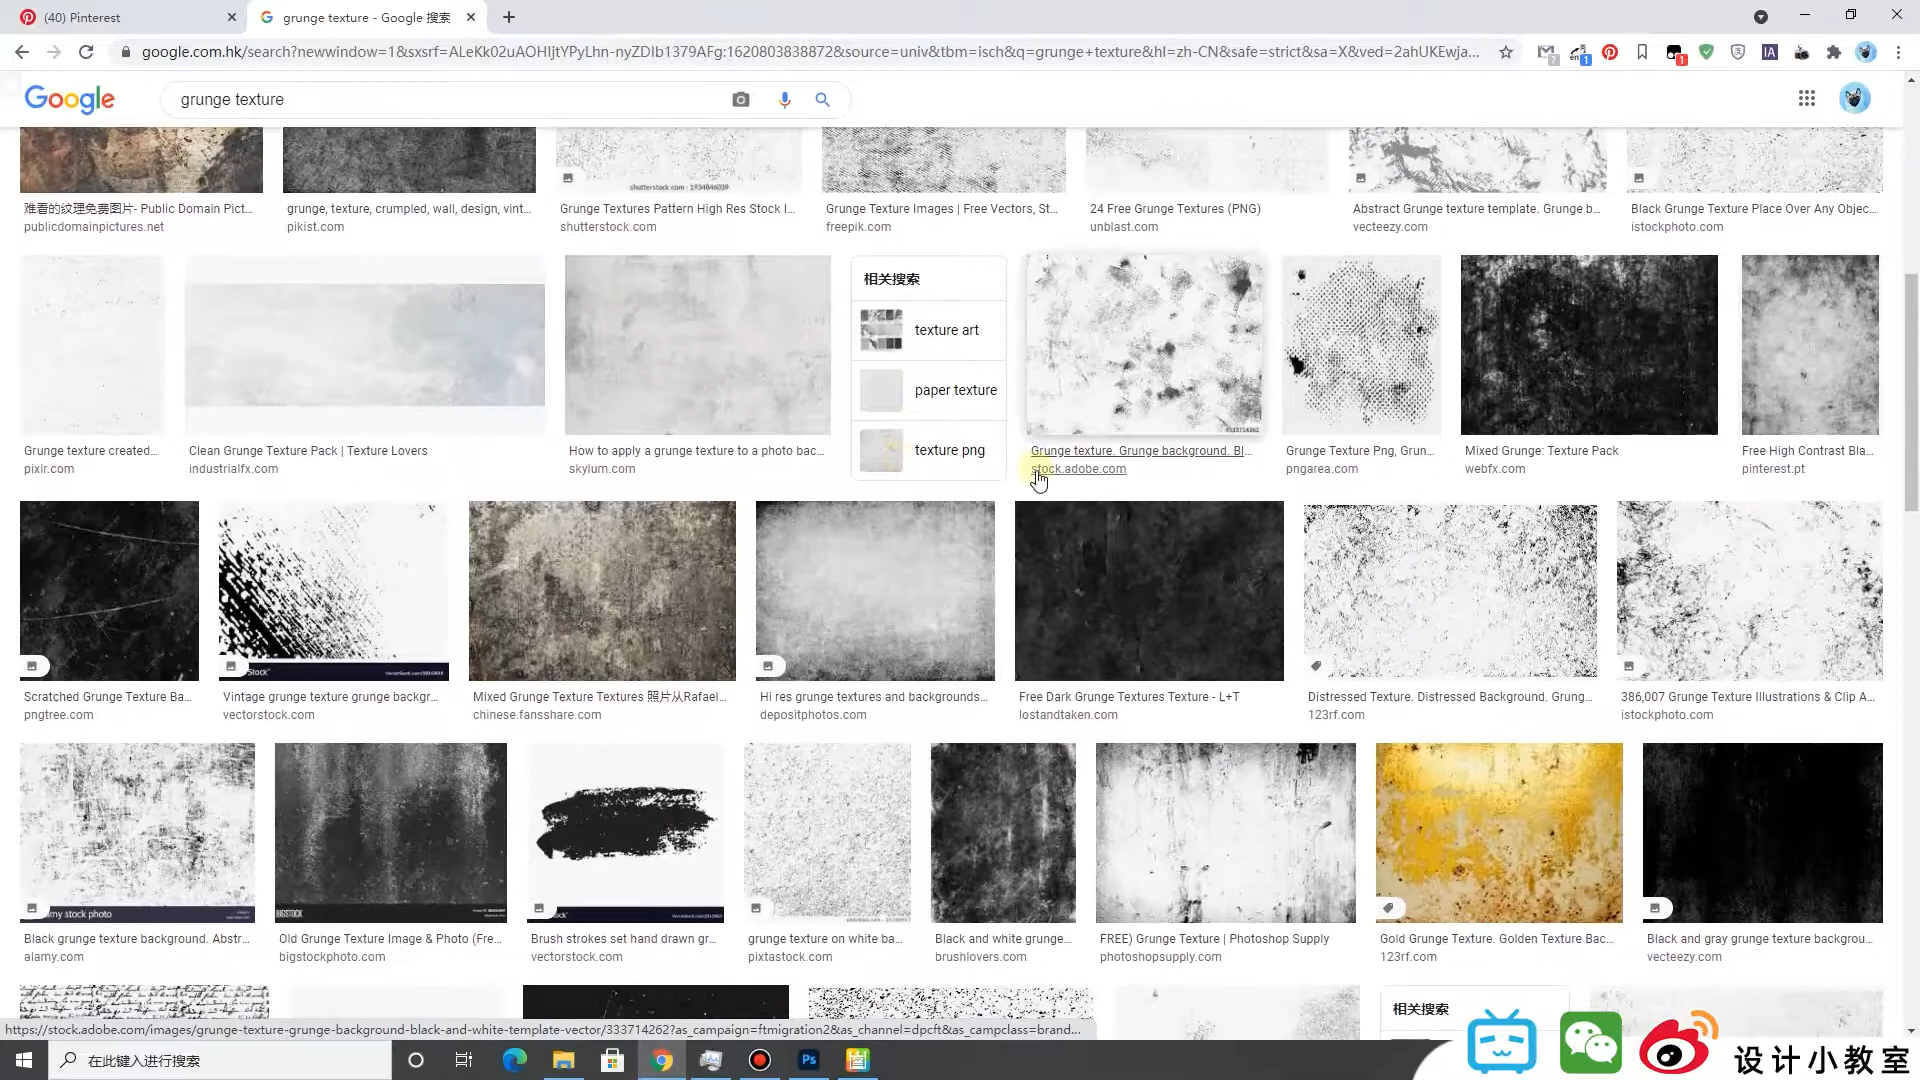 (40) Pinterest
grunge texture - Google 搜索
google.com.hk/search?newwindow=1&sxsrf=ALeKk02uAOHIjtYPyLhn-nyZDIb1379AFg:1620803838872&source=univ&tbm=isch&q=grunge+texture&hl=zh-CN&safe=strict&sa=X&ved=2ahUKEwja...
Google
grunge texture
shutterstock.com · 1934846039
难看的纹理免费图片- Public Domain Pict...
publicdomainpictures.net
grunge, texture, crumpled, wall, design, vint...
pikist.com
Grunge Textures Pattern High Res Stock I...
shutterstock.com
Grunge Texture Images | Free Vectors, St...
freepik.com
24 Free Grunge Textures (PNG)
unblast.com
Abstract Grunge texture template. Grunge b...
vecteezy.com
Black Grunge Texture Place Over Any Objec...
istockphoto.com
相关搜索
texture art
paper texture
texture png
#333714262
Grunge texture created...
pixlr.com
Clean Grunge Texture Pack | Texture Lovers
industrialfx.com
How to apply a grunge texture to a photo bac...
skylum.com
Grunge texture. Grunge background. Bl...
stock.adobe.com
Grunge Texture Png, Grun...
pngarea.com
Mixed Grunge: Texture Pack
webfx.com
Free High Contrast Bla...
pinterest.pt
Scratched Grunge Texture Ba...
pngtree.com
Vintage grunge texture grunge backgr...
vectorstock.com
Mixed Grunge Texture Textures 照片从Rafael...
chinese.fansshare.com
Hi res grunge textures and backgrounds...
depositphotos.com
Free Dark Grunge Textures Texture - L+T
lostandtaken.com
Distressed Texture. Distressed Background. Grung...
123rf.com
386,007 Grunge Texture Illustrations & Clip A...
istockphoto.com
amy stock photo
BIGSTOCK
Black grunge texture background. Abstr...
alamy.com
Old Grunge Texture Image & Photo (Fre...
bigstockphoto.com
Brush strokes set hand drawn gr...
vectorstock.com
grunge texture on white ba...
pixtastock.com
Black and white grunge...
brushlovers.com
FREE) Grunge Texture | Photoshop Supply
photoshopsupply.com
Gold Grunge Texture. Golden Texture Bac...
123rf.com
Black and gray grunge texture backgrou...
vecteezy.com
相关搜索
https://stock.adobe.com/images/grunge-texture-grunge-background-black-and-white-template-vector/333714262?as_campaign=ftmigration2&as_channel=dpcft&as_campclass=brand...
在此键入进行搜索
Ps
设计小教室